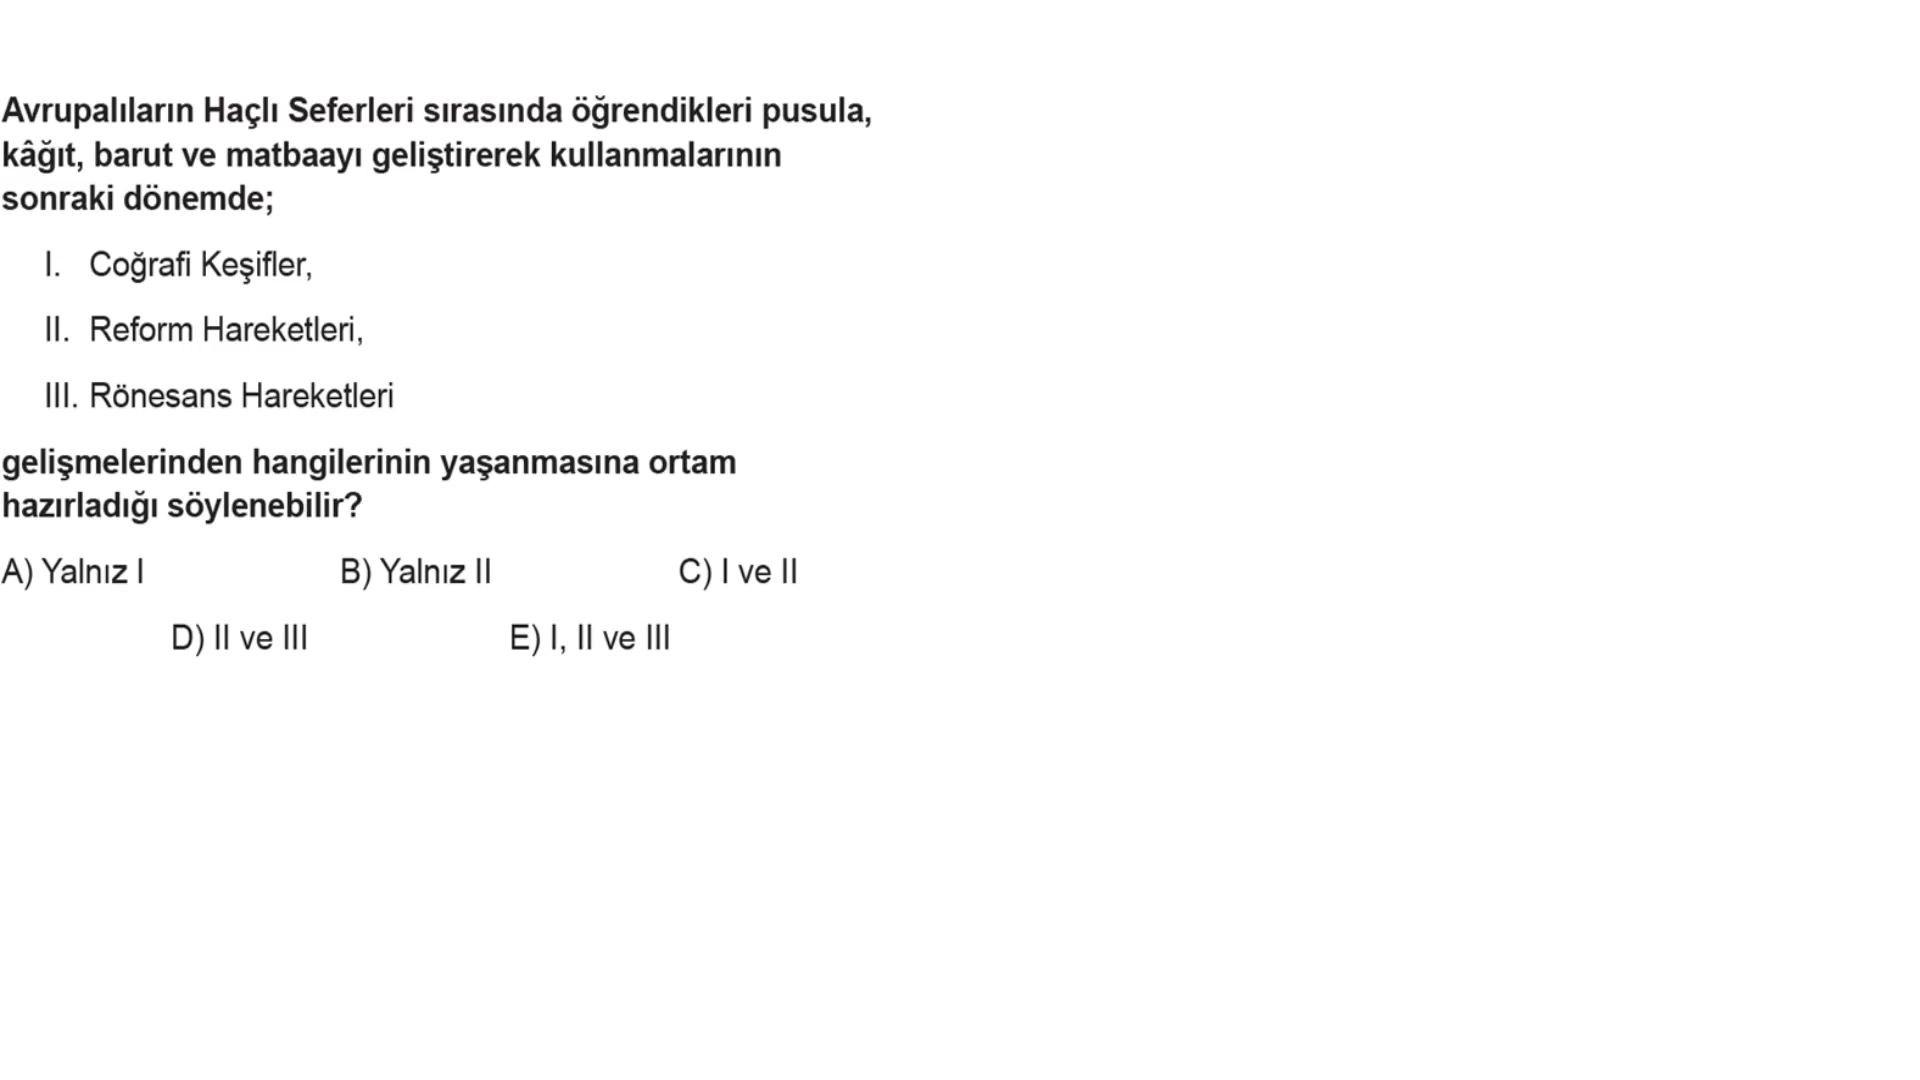 Avrupalıların Haçlı Seferleri sırasında öğrendikleri pusula,
kâğıt, barut ve matbaayı geliştirerek kullanmalarının
sonraki dönemde;
I. Coğrafi Keşifler,
II. Reform Hareketleri,
III. Rönesans Hareketleri
gelişmelerinden hangilerinin yaşanmasına ortam
hazırladığı söylenebilir?
A) Yalnız I B) Yalnız II C) I ve II
D) II ve III E) I, II ve III